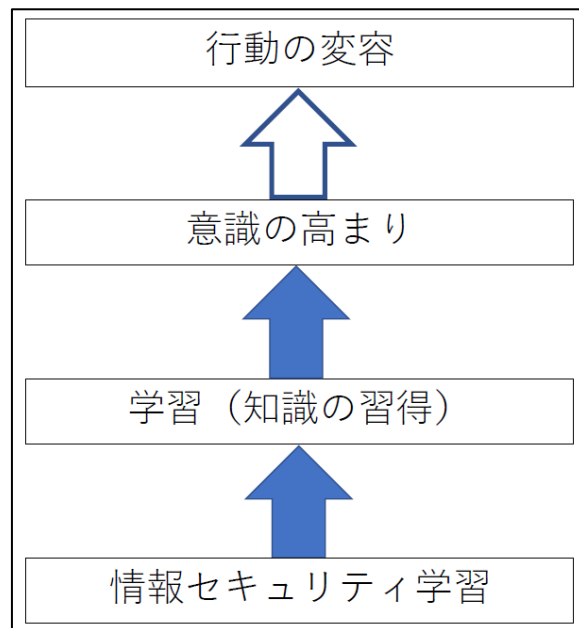 行動の変容
意識の高まり
学習（知識の習得）
情報セキュリティ学習